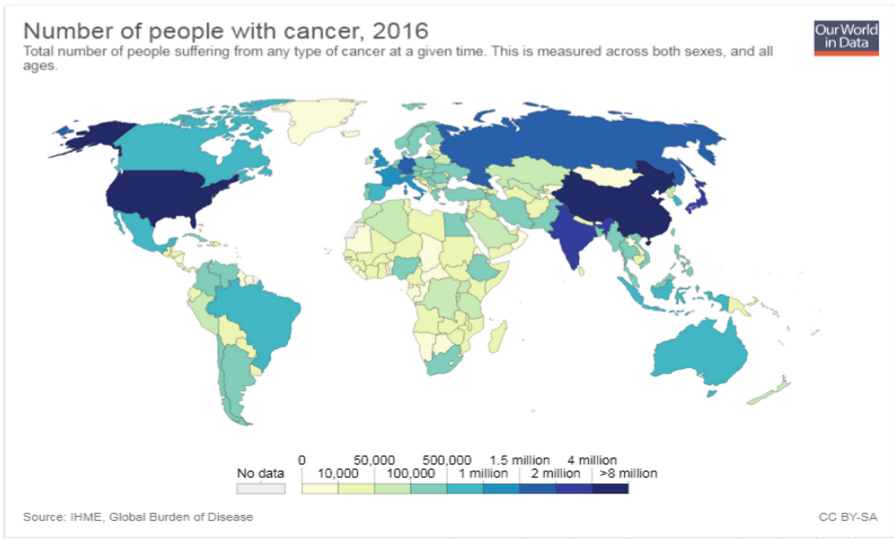 Number of people with cancer, 2016
Total number of people suffering from any type of cancer at a given time. This is measured across both sexes, and all
ages.
Our World
in Data
0 50,000 500,000 1.5 million 4 million
No data 10,000 100,000 1 million 2 million >8 million
Source: IHME, Global Burden of Disease
CC BY-SA